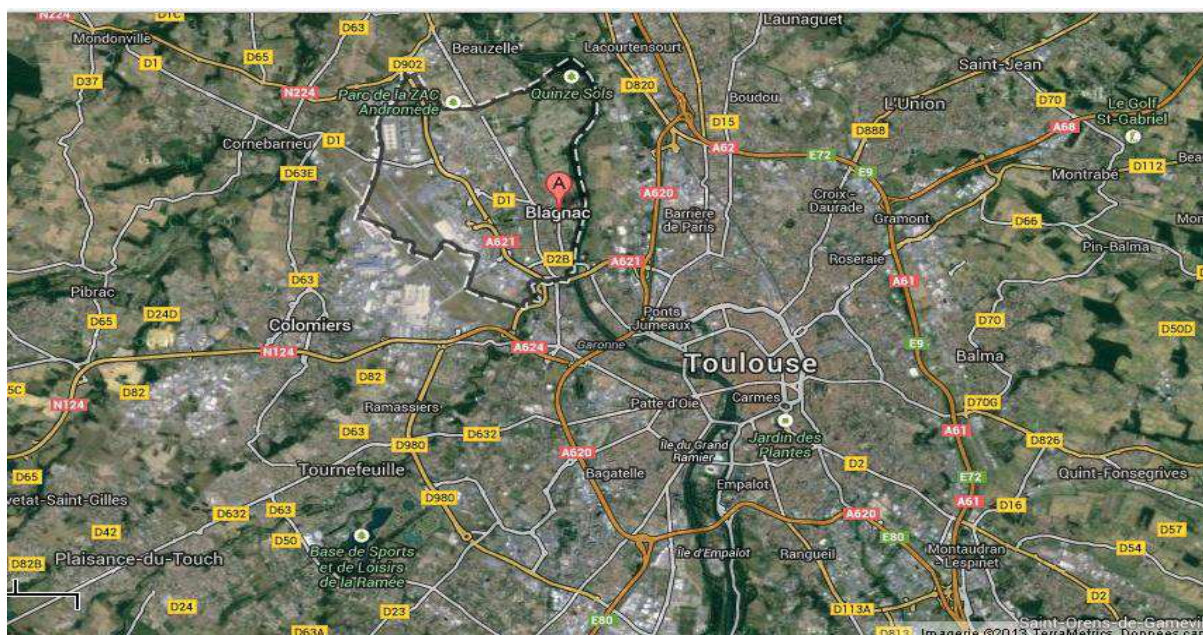 D1C
D63
Launaguet
Mondonville
Beauzelle
Lacourtensourt
D1
D65
D902
D820
Saint-Jean
D37
N224
Parc de la ZAC
Andromède
Quinze Sols
Boudou
D70
L'Union
Le Golf
St-Gabriel
D15
D888
A68
Cornebarrieu
D1
A62
E72
E9
D112
Montrabé
Bea
D63E
A
D1
A620
Croix -
Daurade
Gramont
Blagnac
Barrière
de Paris
D66
Mon
A621
D2B
A621
Roseraie
Pin-Balma
D63
A61
Pibrac
D65
D24D
Ponts
Jumeaux
D70
D50D
Colomiers
N124
A624
Garonne
E9
Toulouse
Balma
5C
D82
D82
N124
Ramassiers
Patte d'Oie
Carmes
D70G
D63
D632
D980
A620
Île du Grand
Ramier
Jardin des
Plantes
A61
D826
Tournefeuille
Bagatelle
D2
D65
E72
Quint-Fonsegrives
vetat-Saint-Gilles
D980
Empalot
A61
D16
D632
D63
A620
D42
D50
E80
D57
Plaisance-du-Touch
Base de Sports
et de Loisirs
de la Ramée
Île d'Empalot
Rangueil
Montaudran
- Lespinet
D54
D82B
D24
D23
E80
D113A
D2
D63A
D813
Saint-Orens-de-Gamev
Imagerie ©2013 TerraMetrics